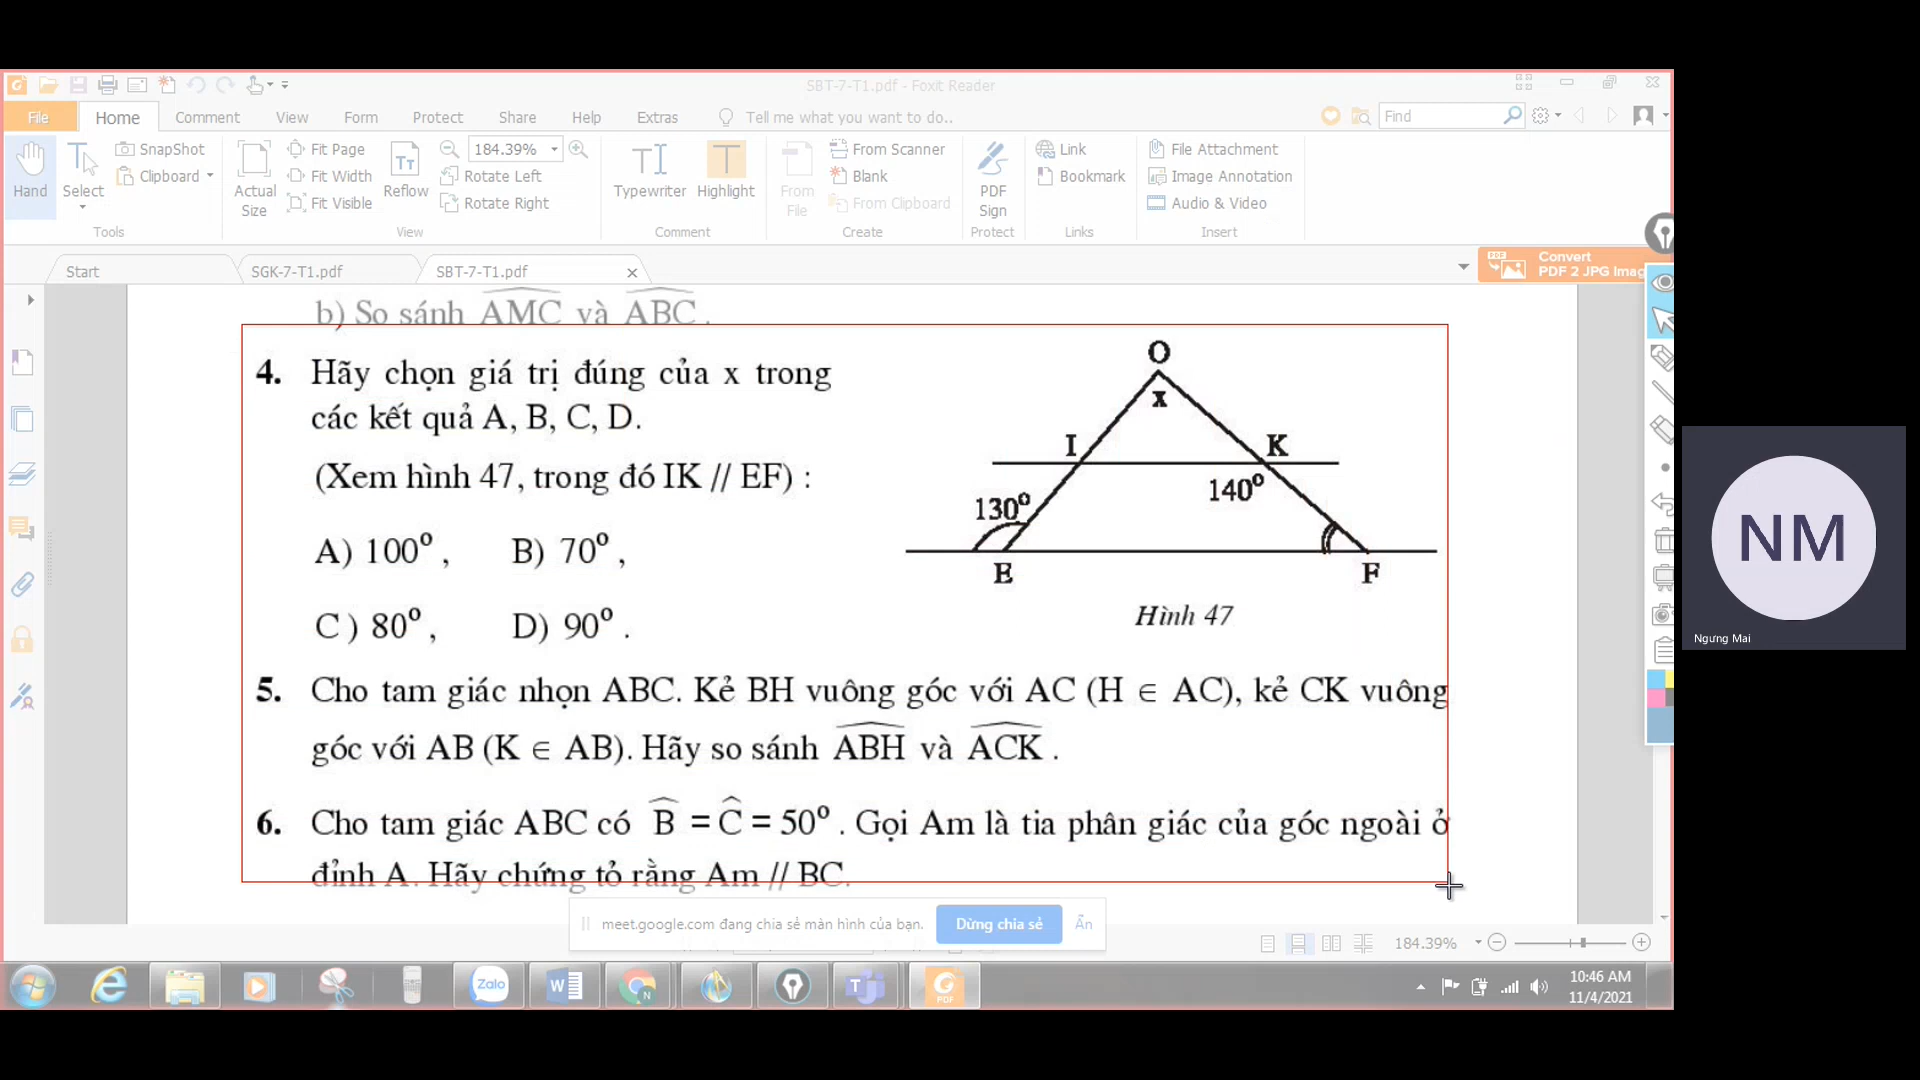 SBT-7-T1.pdf - Foxit Reader
File Home Comment View Form Protect Share Help Extras Tell me what you want to do.. Find
Hand
Select
SnapShot
Clipboard
Tools
Actual Size
Fit Page
Fit Width
Fit Visible
Reflow
184.39%
Rotate Left
Rotate Right
View
Typewriter
Highlight
Comment
From File
From Scanner
Blank
From Clipboard
Create
PDF Sign
Protect
Link
Bookmark
Links
File Attachment
Image Annotation
Audio & Video
Insert
Start SGK-7-T1.pdf SBT-7-T1.pdf
Convert
PDF 2 JPG Imag
b) So sánh AMC và ABC .
4. Hãy chọn giá trị đúng của x trong
các kết quả A, B, C, D.
(Xem hình 47, trong đó IK // EF) :
A) 100⁰ , B) 70⁰ ,
C ) 80⁰ , D) 90⁰ .
O
x
I K
130⁰ 140⁰
E F
Hình 47
5. Cho tam giác nhọn ABC. Kẻ BH vuông góc với AC (H ∈ AC), kẻ CK vuông
góc với AB (K ∈ AB). Hãy so sánh ABH và ACK .
6. Cho tam giác ABC có B̂ = Ĉ = 50⁰ . Gọi Am là tia phân giác của góc ngoài ở
đỉnh A. Hãy chứng tỏ rằng Am // BC.
meet.google.com đang chia sẻ màn hình của bạn. Dừng chia sẻ Ẩn
184.39%
Zalo
10:46 AM
11/4/2021
NM
Ngưng Mai